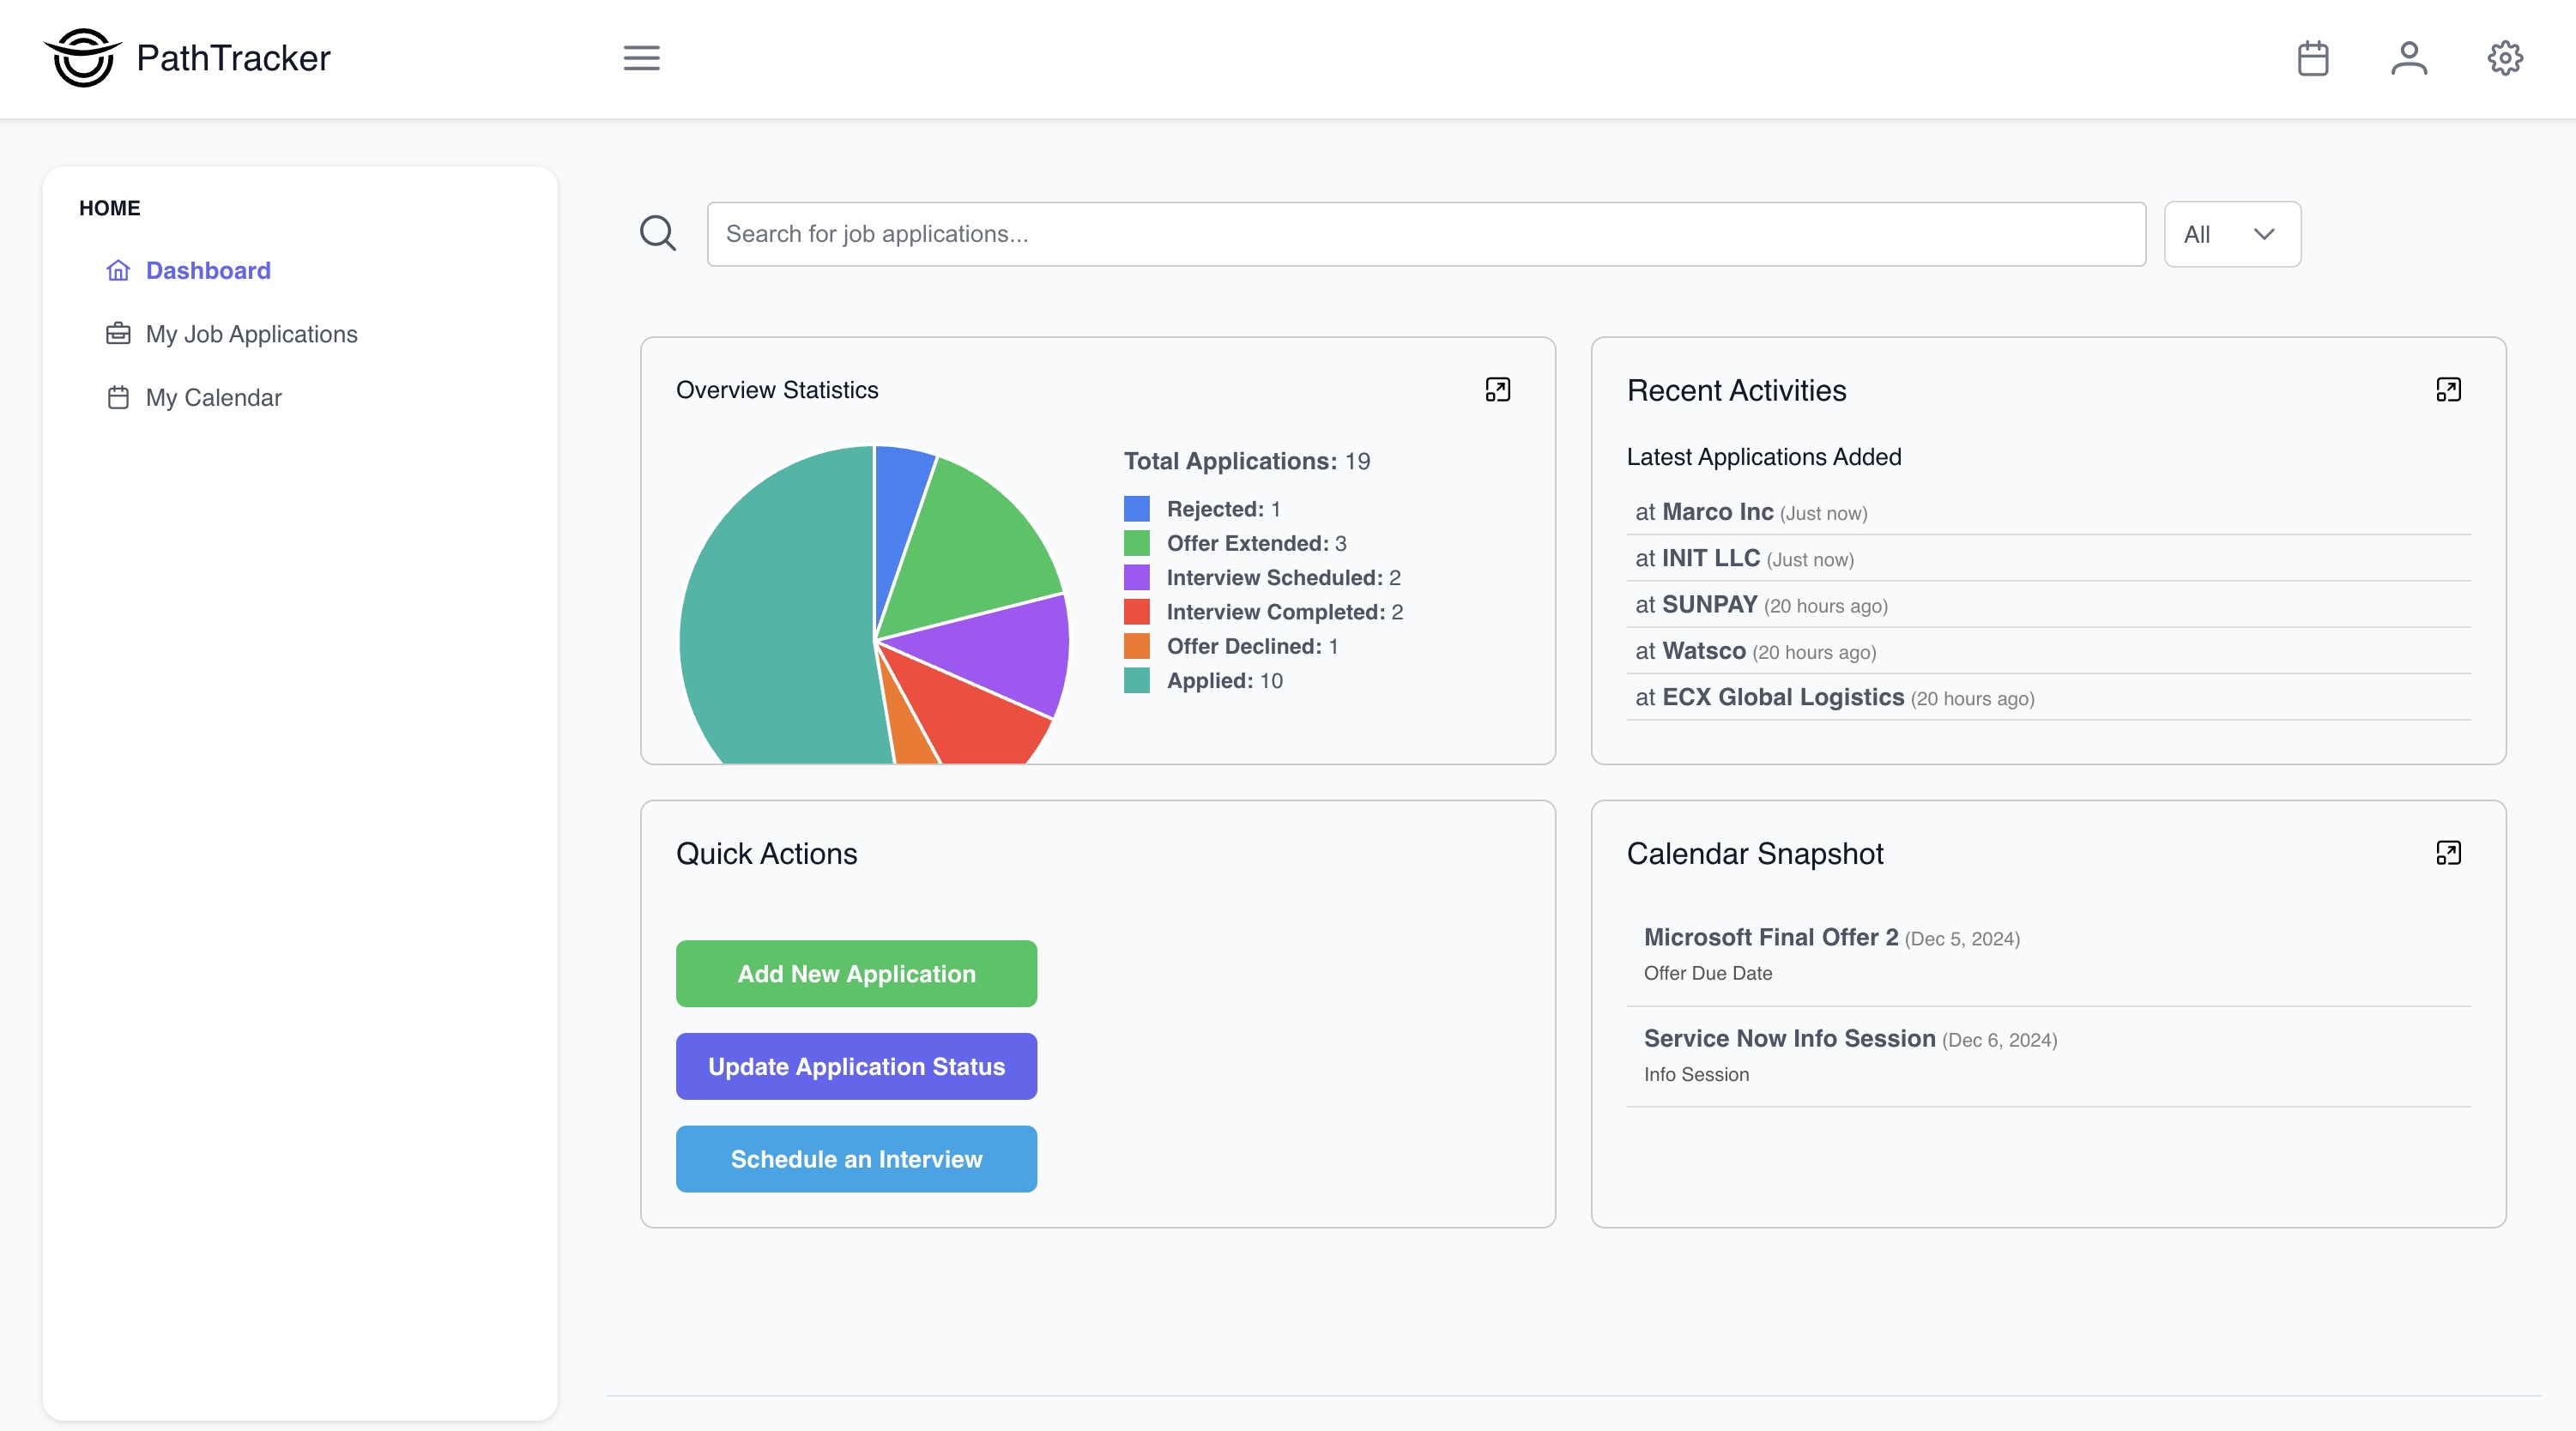 PathTracker
HOME
Dashboard
My Job Applications
My Calendar
Search for job applications...
All
Overview Statistics
Total Applications: 19
Rejected: 1
Offer Extended: 3
Interview Scheduled: 2
Interview Completed: 2
Offer Declined: 1
Applied: 10
Recent Activities
Latest Applications Added
at Marco Inc (Just now)
at INIT LLC (Just now)
at SUNPAY (20 hours ago)
at Watsco (20 hours ago)
at ECX Global Logistics (20 hours ago)
Quick Actions
Add New Application
Update Application Status
Schedule an Interview
Calendar Snapshot
Microsoft Final Offer 2 (Dec 5, 2024)
Offer Due Date
Service Now Info Session (Dec 6, 2024)
Info Session